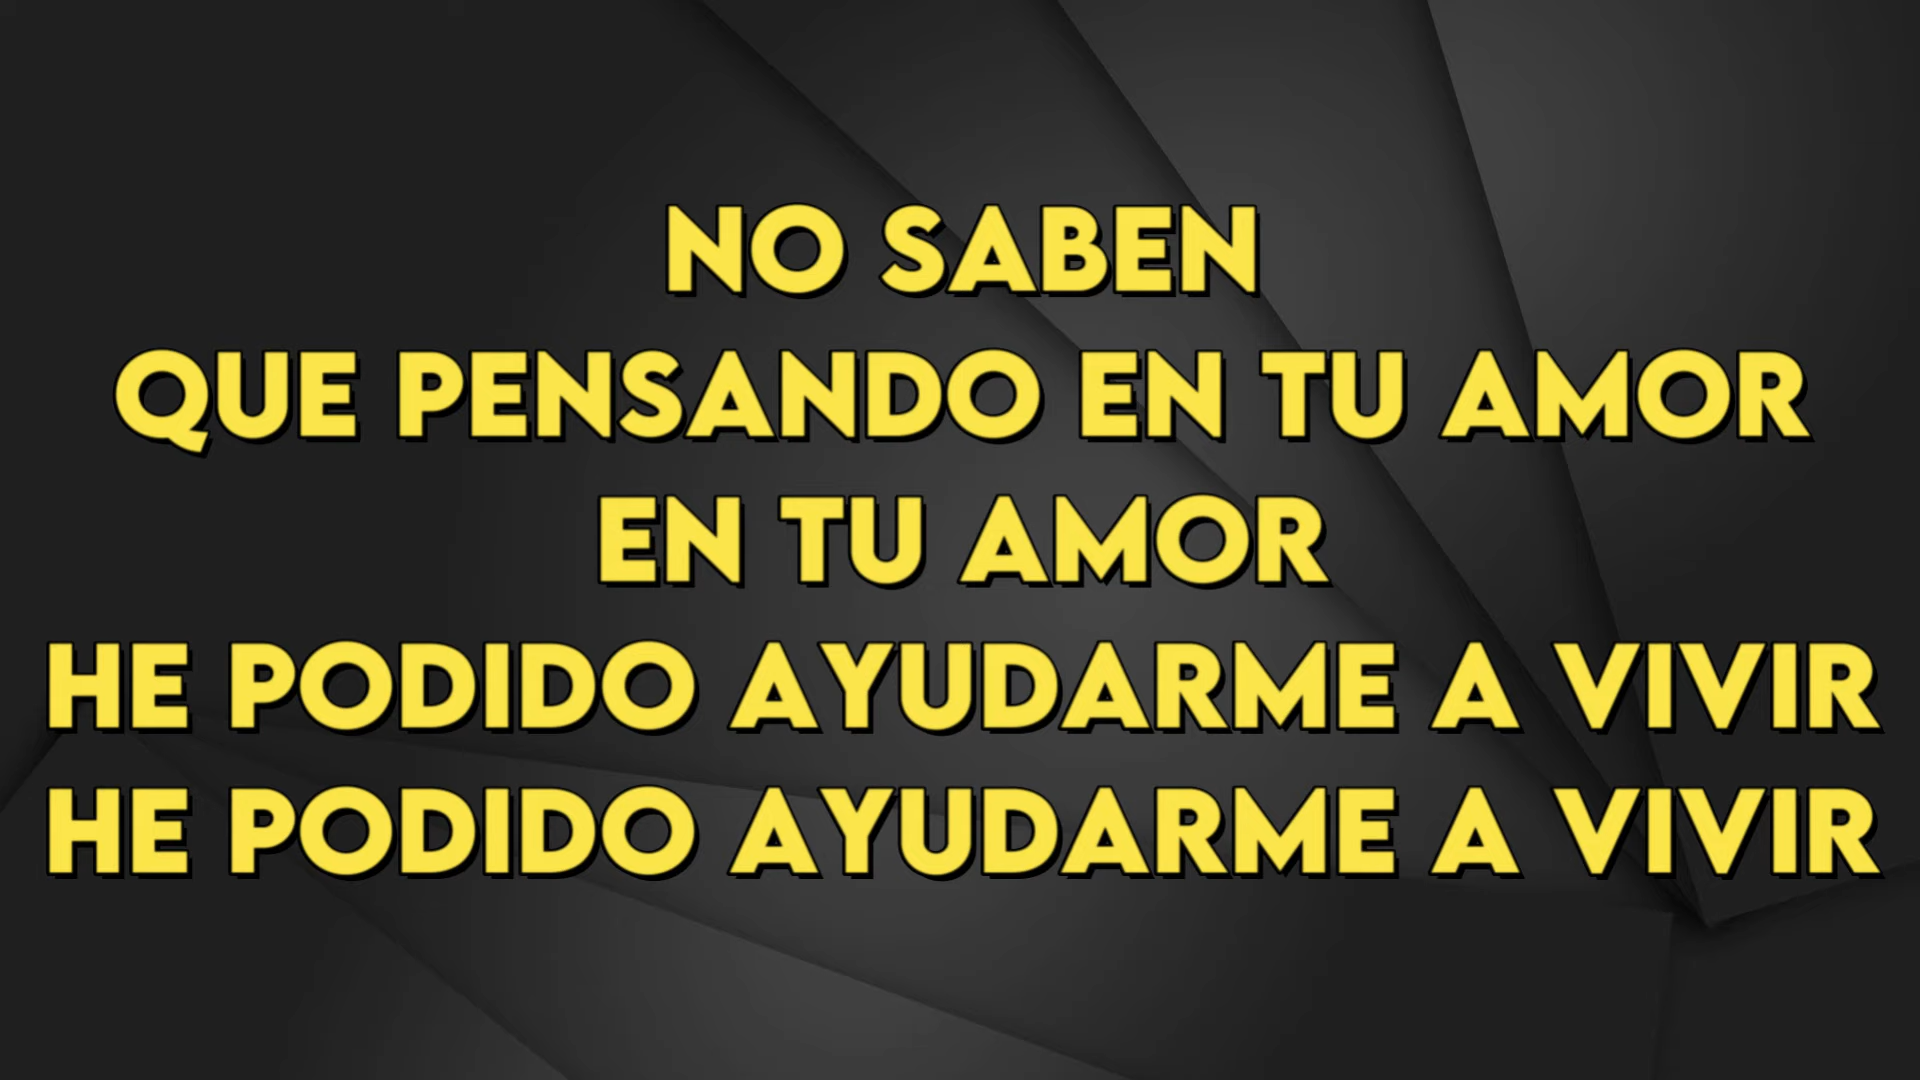 NO SABEN
QUE PENSANDO EN TU AMOR
EN TU AMOR
HE PODIDO AYUDARME A VIVIR
HE PODIDO AYUDARME A VIVIR